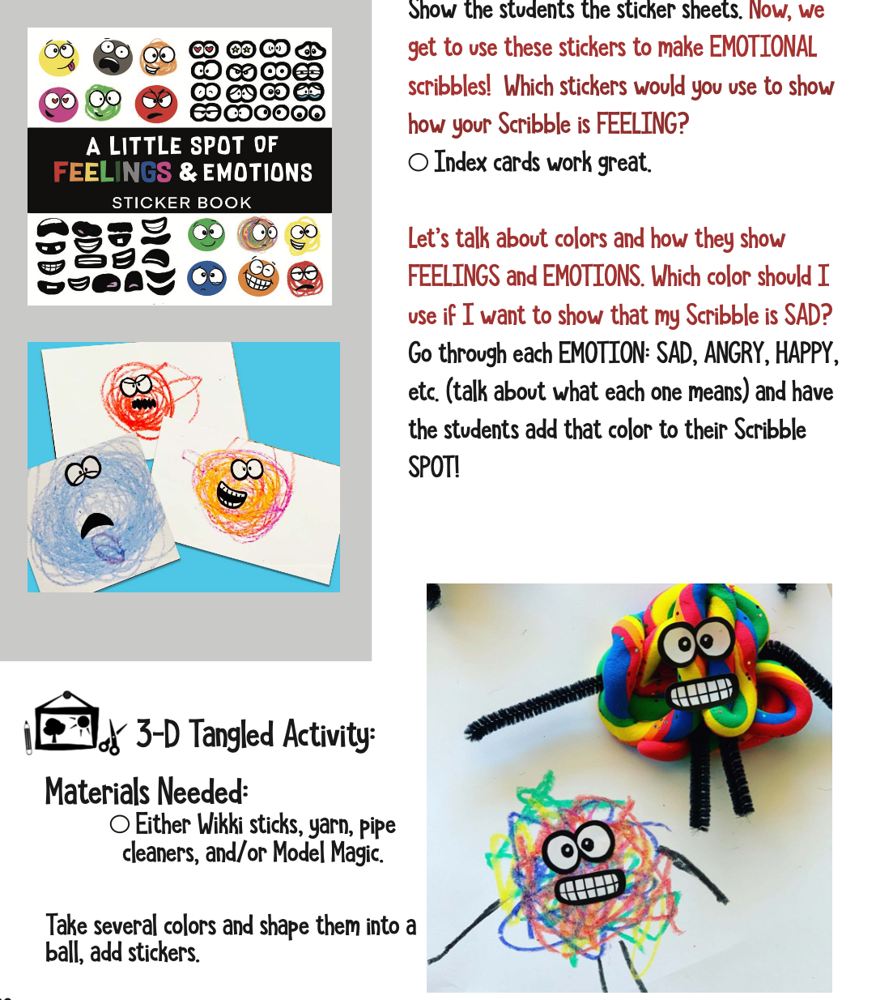 A LITTLE SPOT OF
FEELINGS & EMOTIONS
STICKER BOOK
Show the students the sticker sheets. Now, we
get to use these stickers to make EMOTIONAL
scribbles! Which stickers would you use to show
how your Scribble is FEELING?
Index cards work great.
Let's talk about colors and how they show
FEELINGS and EMOTIONS. Which color should I
use if I want to show that my Scribble is SAD?
Go through each EMOTION: SAD, ANGRY, HAPPY,
etc. (talk about what each one means) and have
the students add that color to their Scribble
SPOT!
3-D Tangled Activity:
Materials Needed:
Either Wikki sticks, yarn, pipe
cleaners, and/or Model Magic.
Take several colors and shape them into a
ball, add stickers.